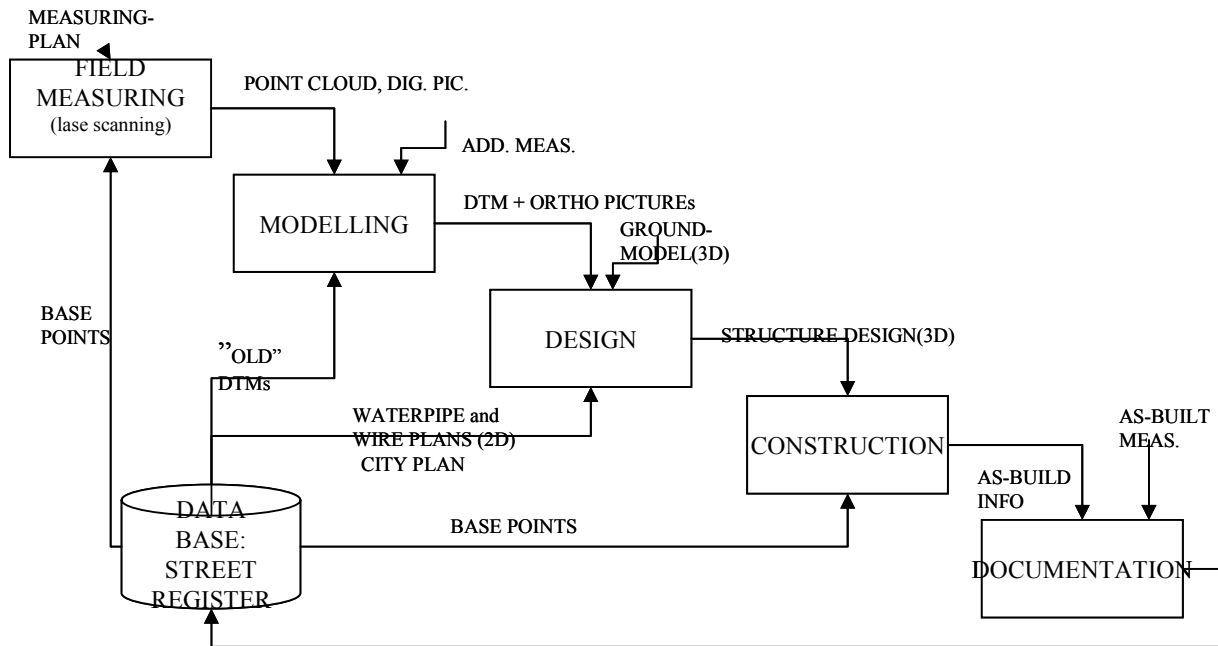 MEASURING-
PLAN
FIELD
MEASURING
(lase scanning)
POINT CLOUD, DIG. PIC.
ADD. MEAS.
MODELLING
DTM + ORTHO PICTUREs
GROUND-
MODEL(3D)
BASE
POINTS
DESIGN
STRUCTURE DESIGN(3D)
”OLD”
DTMs
WATERPIPE and
WIRE PLANS (2D)
CITY PLAN
CONSTRUCTION
AS-BUILT
MEAS.
AS-BUILD
INFO
DATA
BASE:
STREET
REGISTER
BASE POINTS
DOCUMENTATION